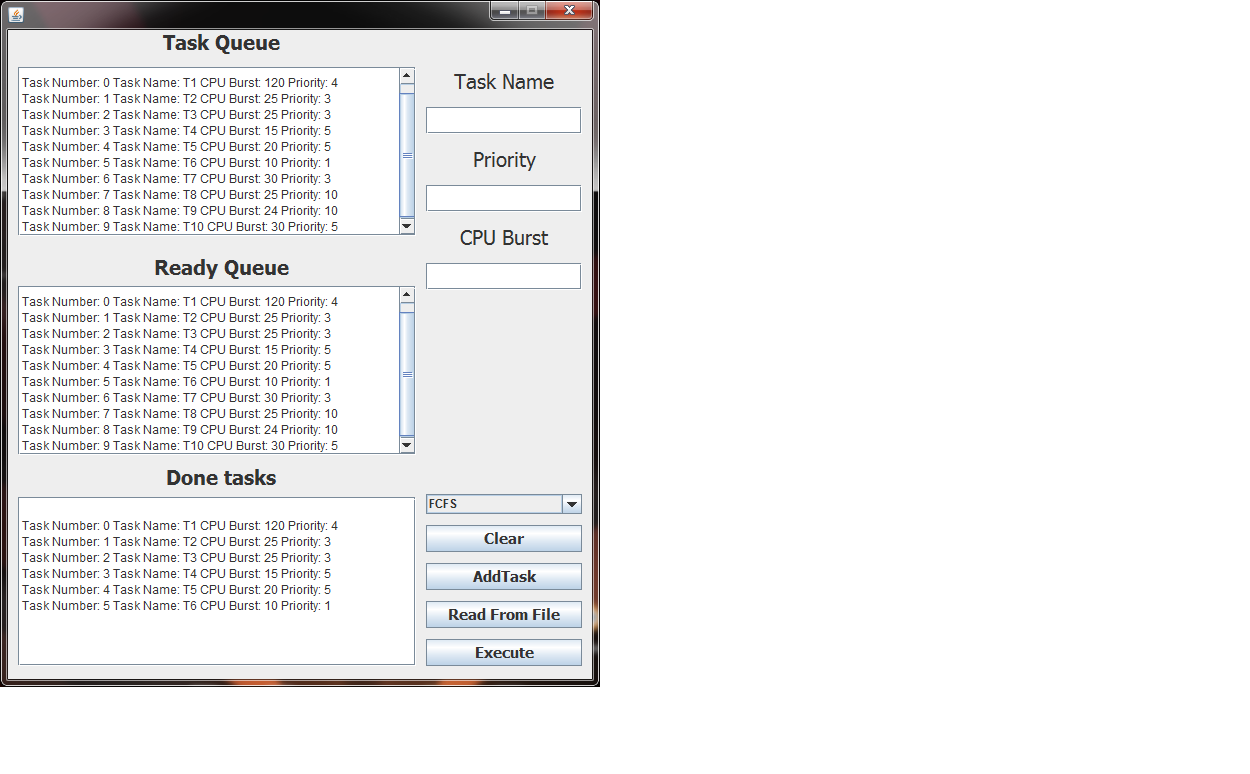 Task Queue
Task Number: 0 Task Name: T1 CPU Burst: 120 Priority: 4
Task Number: 1 Task Name: T2 CPU Burst: 25 Priority: 3
Task Number: 2 Task Name: T3 CPU Burst: 25 Priority: 3
Task Number: 3 Task Name: T4 CPU Burst: 15 Priority: 5
Task Number: 4 Task Name: T5 CPU Burst: 20 Priority: 5
Task Number: 5 Task Name: T6 CPU Burst: 10 Priority: 1
Task Number: 6 Task Name: T7 CPU Burst: 30 Priority: 3
Task Number: 7 Task Name: T8 CPU Burst: 25 Priority: 10
Task Number: 8 Task Name: T9 CPU Burst: 24 Priority: 10
Task Number: 9 Task Name: T10 CPU Burst: 30 Priority: 5
Task Name
Priority
CPU Burst
Ready Queue
Task Number: 0 Task Name: T1 CPU Burst: 120 Priority: 4
Task Number: 1 Task Name: T2 CPU Burst: 25 Priority: 3
Task Number: 2 Task Name: T3 CPU Burst: 25 Priority: 3
Task Number: 3 Task Name: T4 CPU Burst: 15 Priority: 5
Task Number: 4 Task Name: T5 CPU Burst: 20 Priority: 5
Task Number: 5 Task Name: T6 CPU Burst: 10 Priority: 1
Task Number: 6 Task Name: T7 CPU Burst: 30 Priority: 3
Task Number: 7 Task Name: T8 CPU Burst: 25 Priority: 10
Task Number: 8 Task Name: T9 CPU Burst: 24 Priority: 10
Task Number: 9 Task Name: T10 CPU Burst: 30 Priority: 5
Done tasks
Task Number: 0 Task Name: T1 CPU Burst: 120 Priority: 4
Task Number: 1 Task Name: T2 CPU Burst: 25 Priority: 3
Task Number: 2 Task Name: T3 CPU Burst: 25 Priority: 3
Task Number: 3 Task Name: T4 CPU Burst: 15 Priority: 5
Task Number: 4 Task Name: T5 CPU Burst: 20 Priority: 5
Task Number: 5 Task Name: T6 CPU Burst: 10 Priority: 1
FCFS
Clear
AddTask
Read From File
Execute